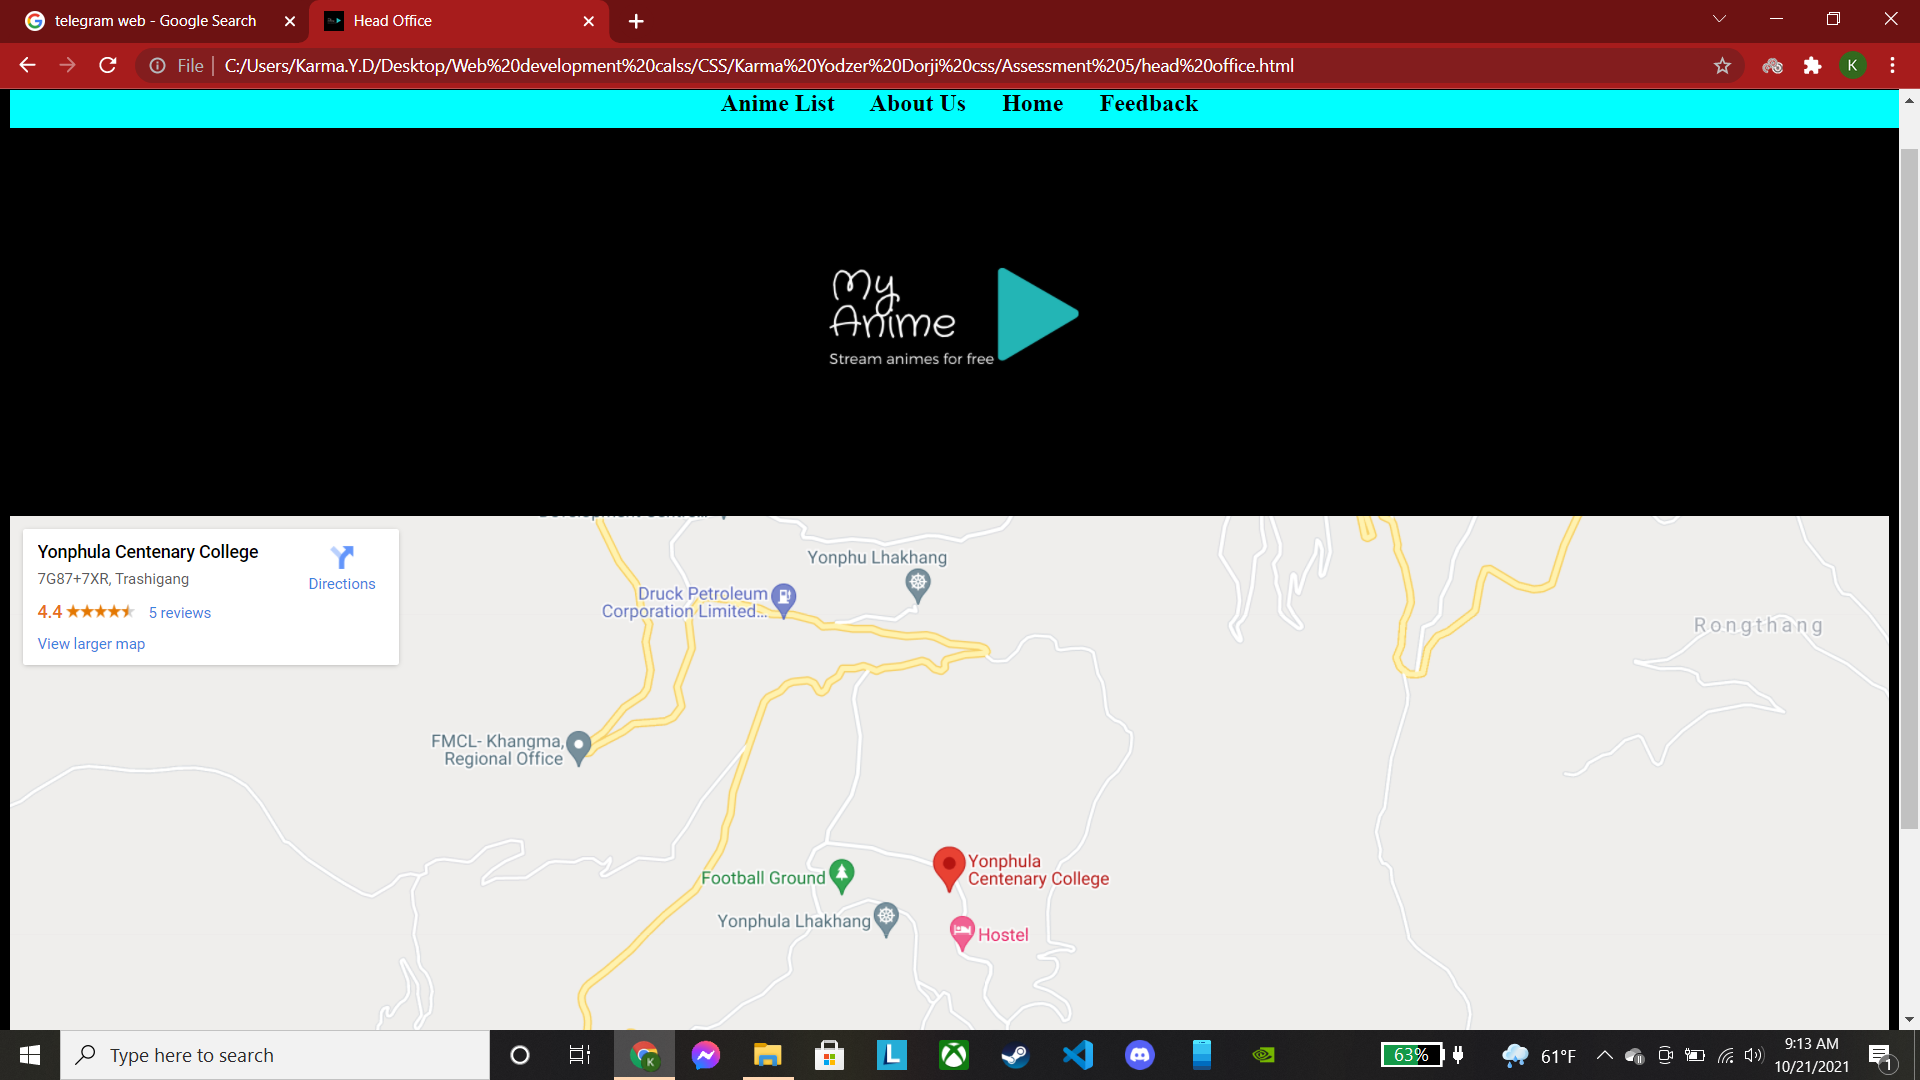 telegram web - Google Search
Head Office
File
C:/Users/Karma.Y.D/Desktop/Web%20development%20calss/CSS/Karma%20Yodzer%20Dorji%20css/Assessment%205/head%20office.html
K
Anime List About Us Home Feedback
My
Anime
Stream animes for free
Yonphula Centenary College
7G87+7XR, Trashigang
Directions
4.4
5 reviews
View larger map
Yonphu Lhakhang
Druck Petroleum
Corporation Limited...
Rongthang
FMCL- Khangma,
Regional Office
Yonphula
Centenary College
Football Ground
Yonphula Lhakhang
Hostel
Type here to search
K
L
63%
61°F
9:13 AM
10/21/2021
1